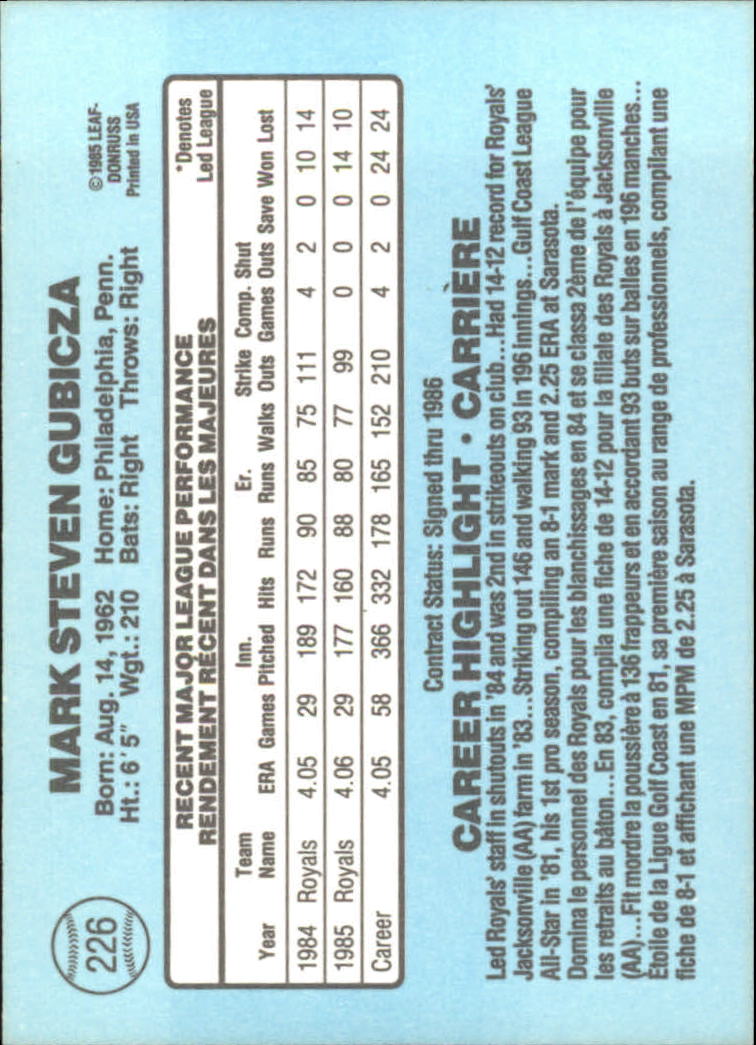 226
MARK STEVEN GUBICZA
Born: Aug. 14, 1962 Home: Philadelphia, Penn.
Ht.: 6′ 5″ Wgt.: 210 Bats: Right Throws: Right
©1985 LEAF-
DONRUSS
Printed In USA
RECENT MAJOR LEAGUE PERFORMANCE
RENDEMENT RÉCENT DANS LES MAJEURES
*Denotes
Led League
Team Inn. Er. Strike Comp. Shut
Year Name ERA Games Pitched Hits Runs Runs Walks Outs Games Outs Save Won Lost
1984 Royals 4.05 29 189 172 90 85 75 111 4 2 0 10 14
1985 Royals 4.06 29 177 160 88 80 77 99 0 0 0 14 10
Career 4.05 58 366 332 178 165 152 210 4 2 0 24 24
Contract Status: Signed thru 1986
CAREER HIGHLIGHT · CARRIÈRE
Led Royals' staff in shutouts in '84 and was 2nd in strikeouts on club...Had 14-12 record for Royals'
Jacksonville (AA) farm in '83...Striking out 146 and walking 93 in 196 innings...Gulf Coast League
All-Star in '81, his 1st pro season, compiling an 8-1 mark and 2.25 ERA at Sarasota.
Domina le personnel des Royals pour les blanchissages en 84 et se classa 2ème de l'équipe pour
les retraits au bâton...En 83, compila une fiche de 14-12 pour la filiale des Royals à Jacksonville
(AA)...Fit mordre la poussière à 136 frappeurs et en accordant 93 buts sur balles en 196 manches...
Étoile de la Ligue Golf Coast en 81, sa première saison au range de professionnels, compilant une
fiche de 8-1 et affichant une MPM de 2.25 à Sarasota.